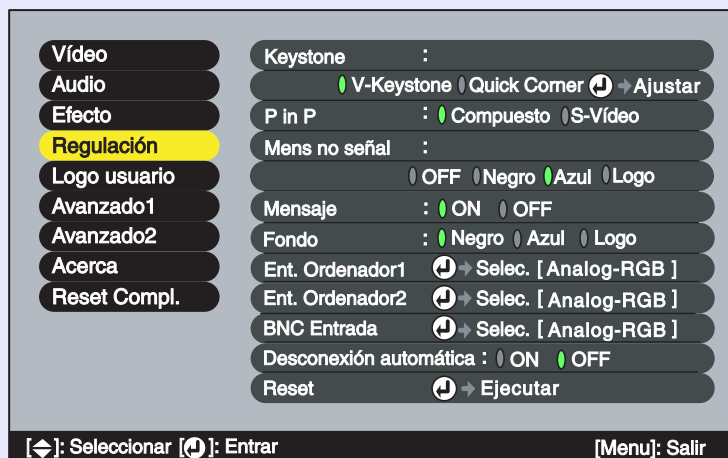 Vídeo
Audio
Efecto
Regulación
Logo usuario
Avanzado1
Avanzado2
Acerca
Reset Compl.
Keystone :
V-Keystone Quick Corner Ajustar
P in P : Compuesto S-Vídeo
Mens no señal :
OFF Negro Azul Logo
Mensaje : ON OFF
Fondo : Negro Azul Logo
Ent. Ordenador1 Selec. [ Analog-RGB ]
Ent. Ordenador2 Selec. [ Analog-RGB ]
BNC Entrada Selec. [ Analog-RGB ]
Desconexión automática : ON OFF
Reset Ejecutar
[ ]: Seleccionar [ ]: Entrar [Menu]: Salir